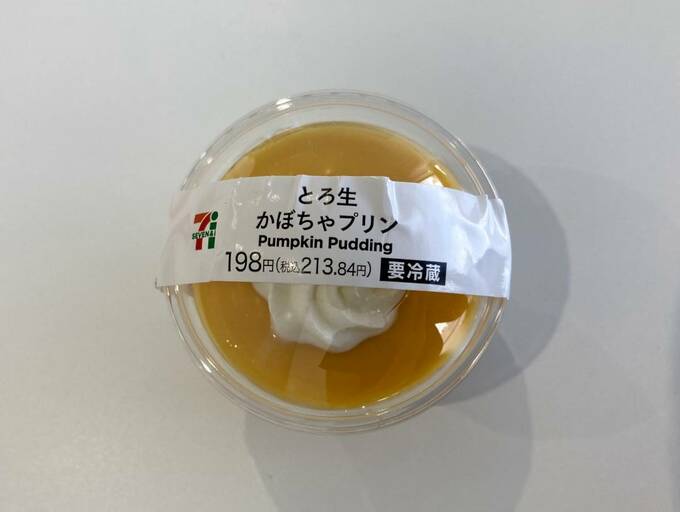 とろ生
かぼちゃプリン
Pumpkin Pudding
198円(税込213.84円) 要冷蔵
7i
SEVEN&i